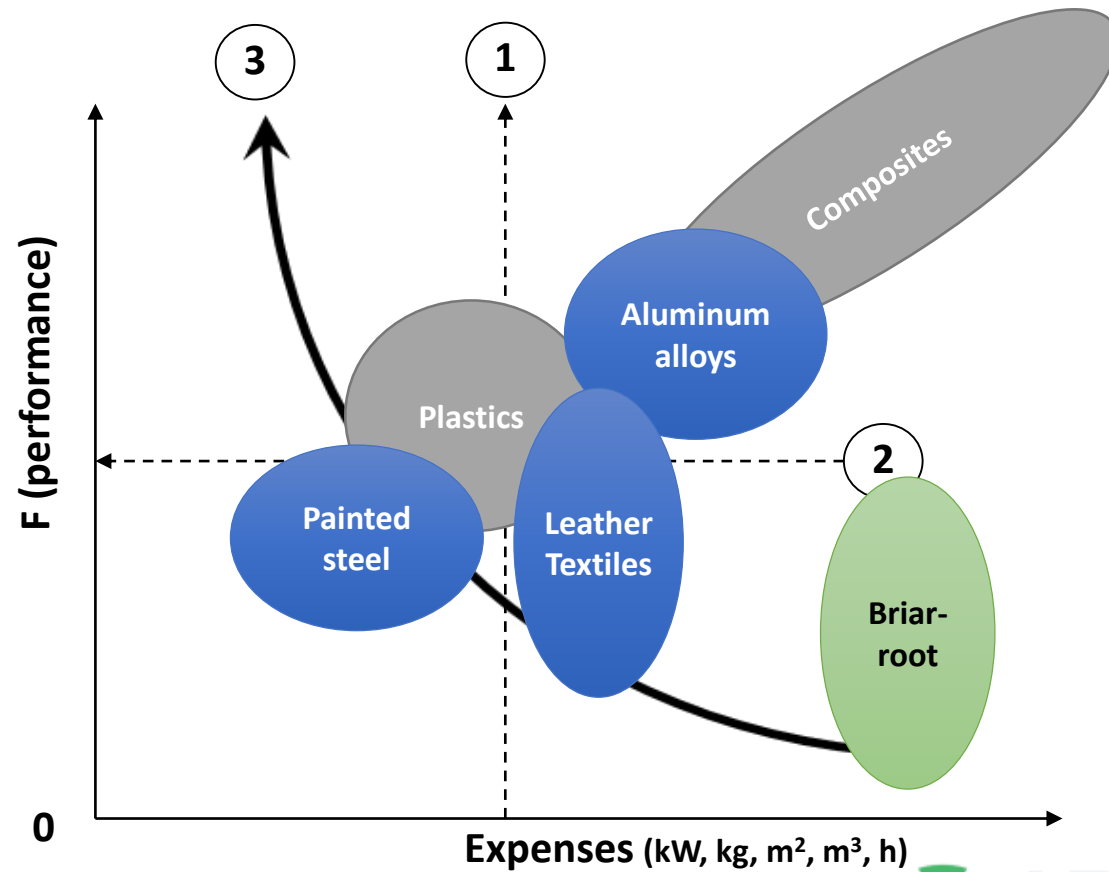 3
1
Composites
F (performance)
Aluminum
alloys
Plastics
2
Painted
steel
Leather
Textiles
Briar-
root
0
Expenses (kW, kg, m², m³, h)